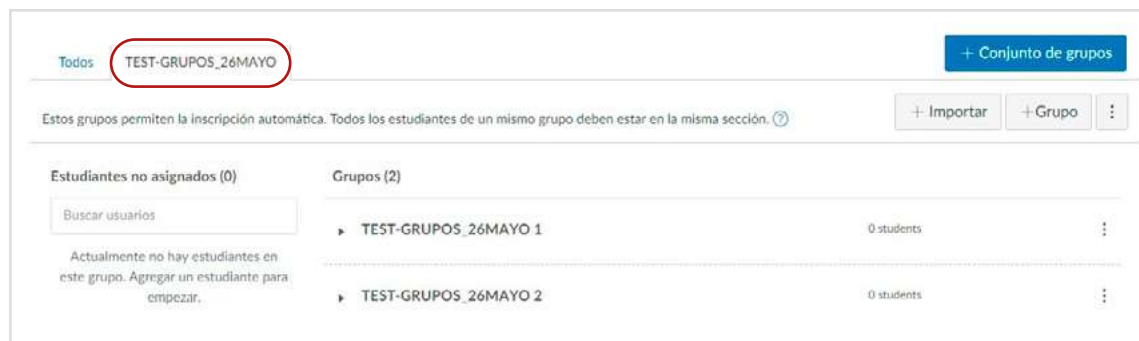 Todos
TEST-GRUPOS_26MAYO
+ Conjunto de grupos
Estos grupos permiten la inscripción automática. Todos los estudiantes de un mismo grupo deben estar en la misma sección. ?
+ Importar
+Grupo
Estudiantes no asignados (0)
Grupos (2)
Buscar usuarios
TEST-GRUPOS_26MAYO 1
0 students
Actualmente no hay estudiantes en
este grupo. Agregar un estudiante para
empezar.
TEST-GRUPOS_26MAYO 2
0 students